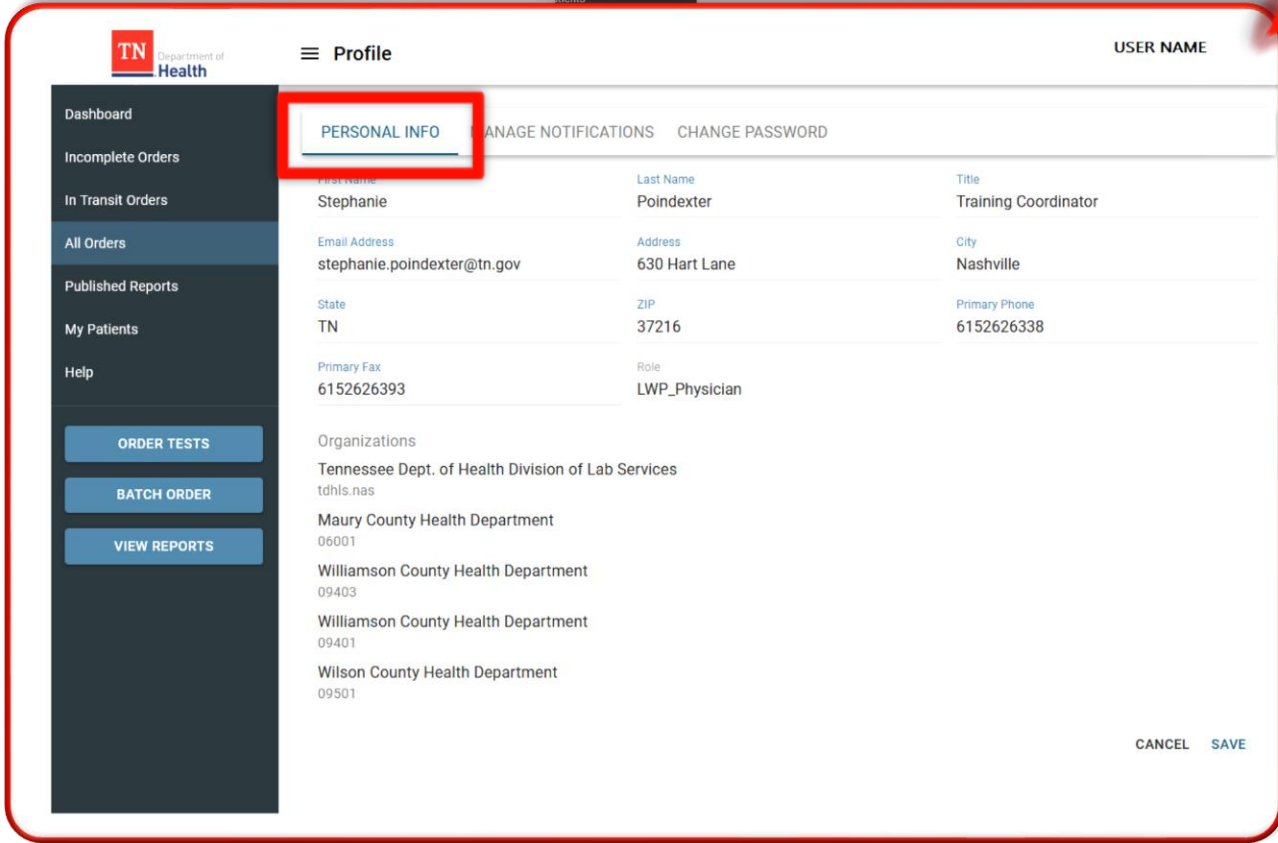 TN Department of
Health
Profile
USER NAME
Dashboard
Incomplete Orders
In Transit Orders
All Orders
Published Reports
My Patients
Help
ORDER TESTS
BATCH ORDER
VIEW REPORTS
PERSONAL INFO MANAGE NOTIFICATIONS CHANGE PASSWORD
First Name Last Name Title
Stephanie Poindexter Training Coordinator
Email Address Address City
stephanie.poindexter@tn.gov 630 Hart Lane Nashville
State ZIP Primary Phone
TN 37216 6152626338
Primary Fax Role
6152626393 LWP_Physician
Organizations
Tennessee Dept. of Health Division of Lab Services
tdhls.nas
Maury County Health Department
06001
Williamson County Health Department
09403
Williamson County Health Department
09401
Wilson County Health Department
09501
CANCEL SAVE